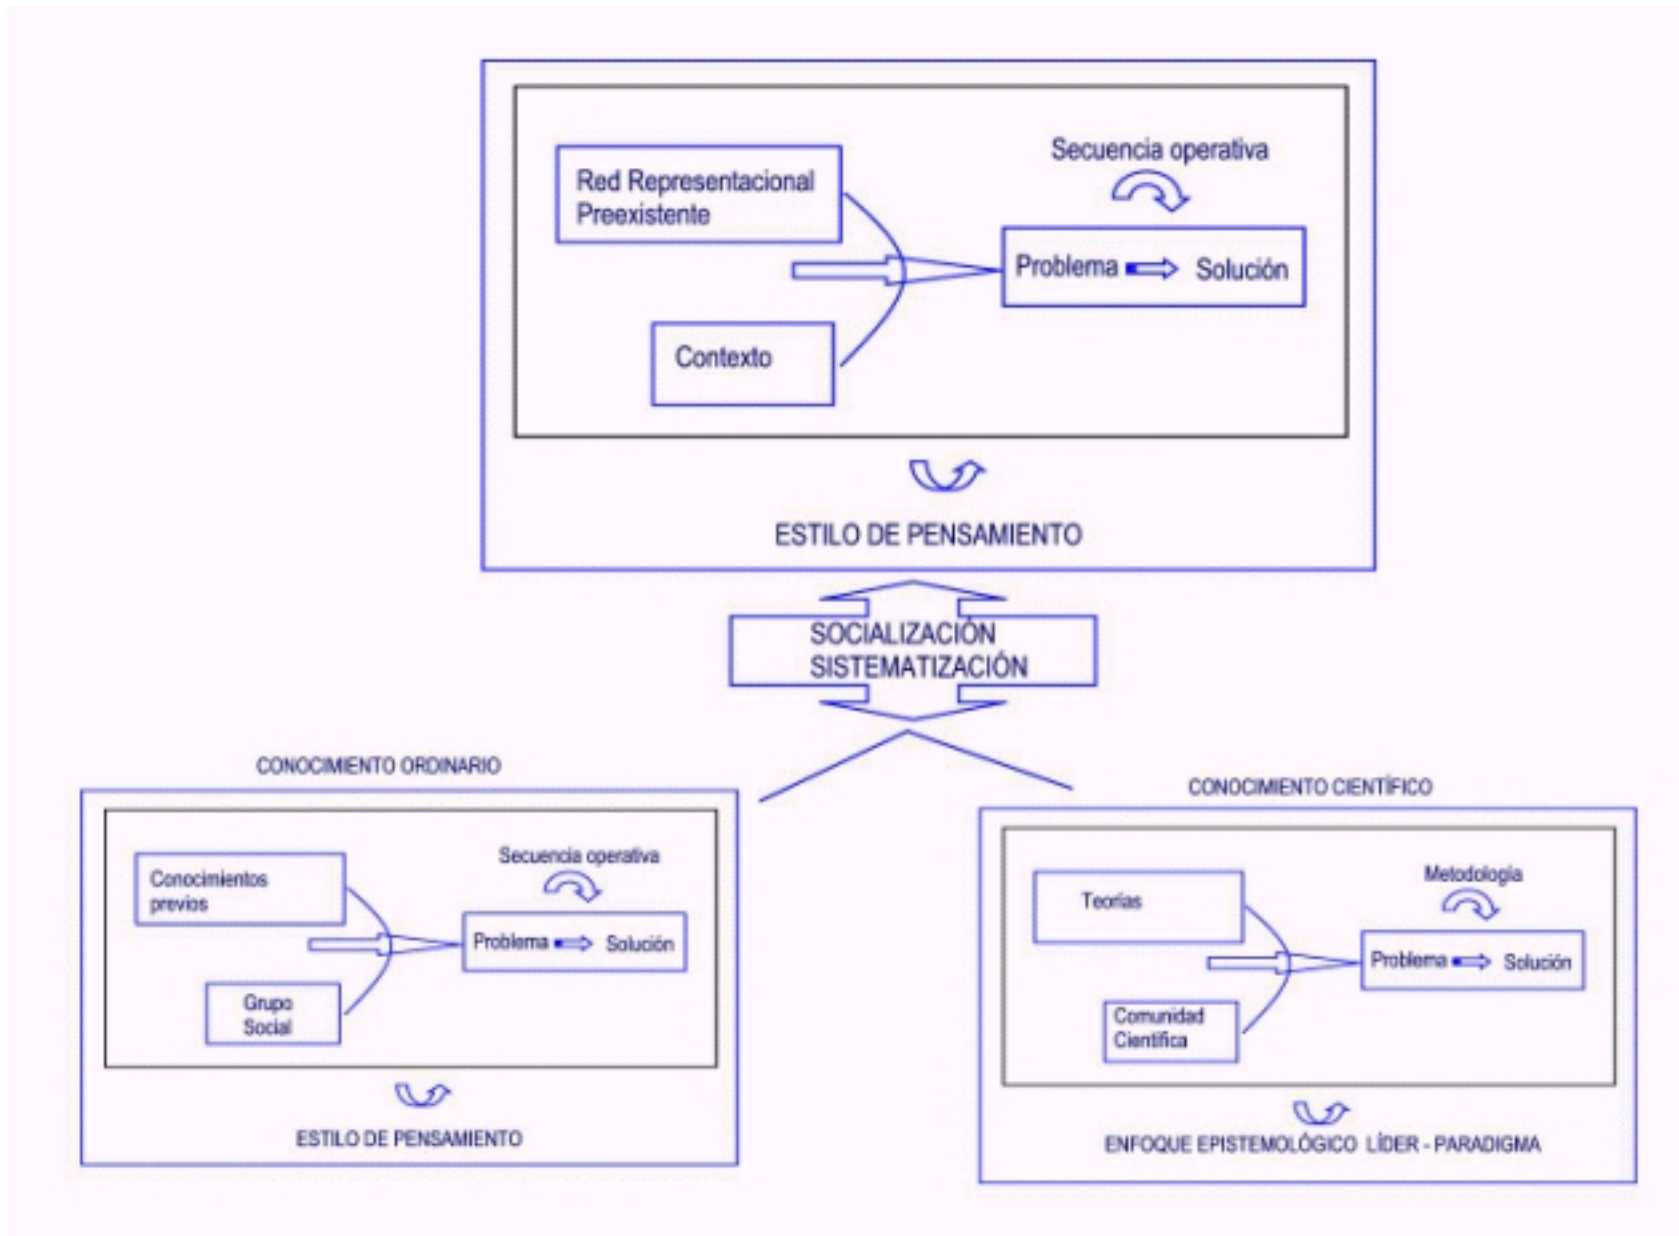 Secuencia operativa
Red Representacional
Preexistente
Problema Solución
Contexto
ESTILO DE PENSAMIENTO
SOCIALIZACIÓN
SISTEMATIZACIÓN
CONOCIMIENTO ORDINARIO
Secuencia operativa
Conocimientos
previos
Problema Solución
Grupo
Social
ESTILO DE PENSAMIENTO
CONOCIMIENTO CIENTÍFICO
Metodología
Teorías
Problema Solución
Comunidad
Científica
ENFOQUE EPISTEMOLÓGICO LÍDER - PARADIGMA